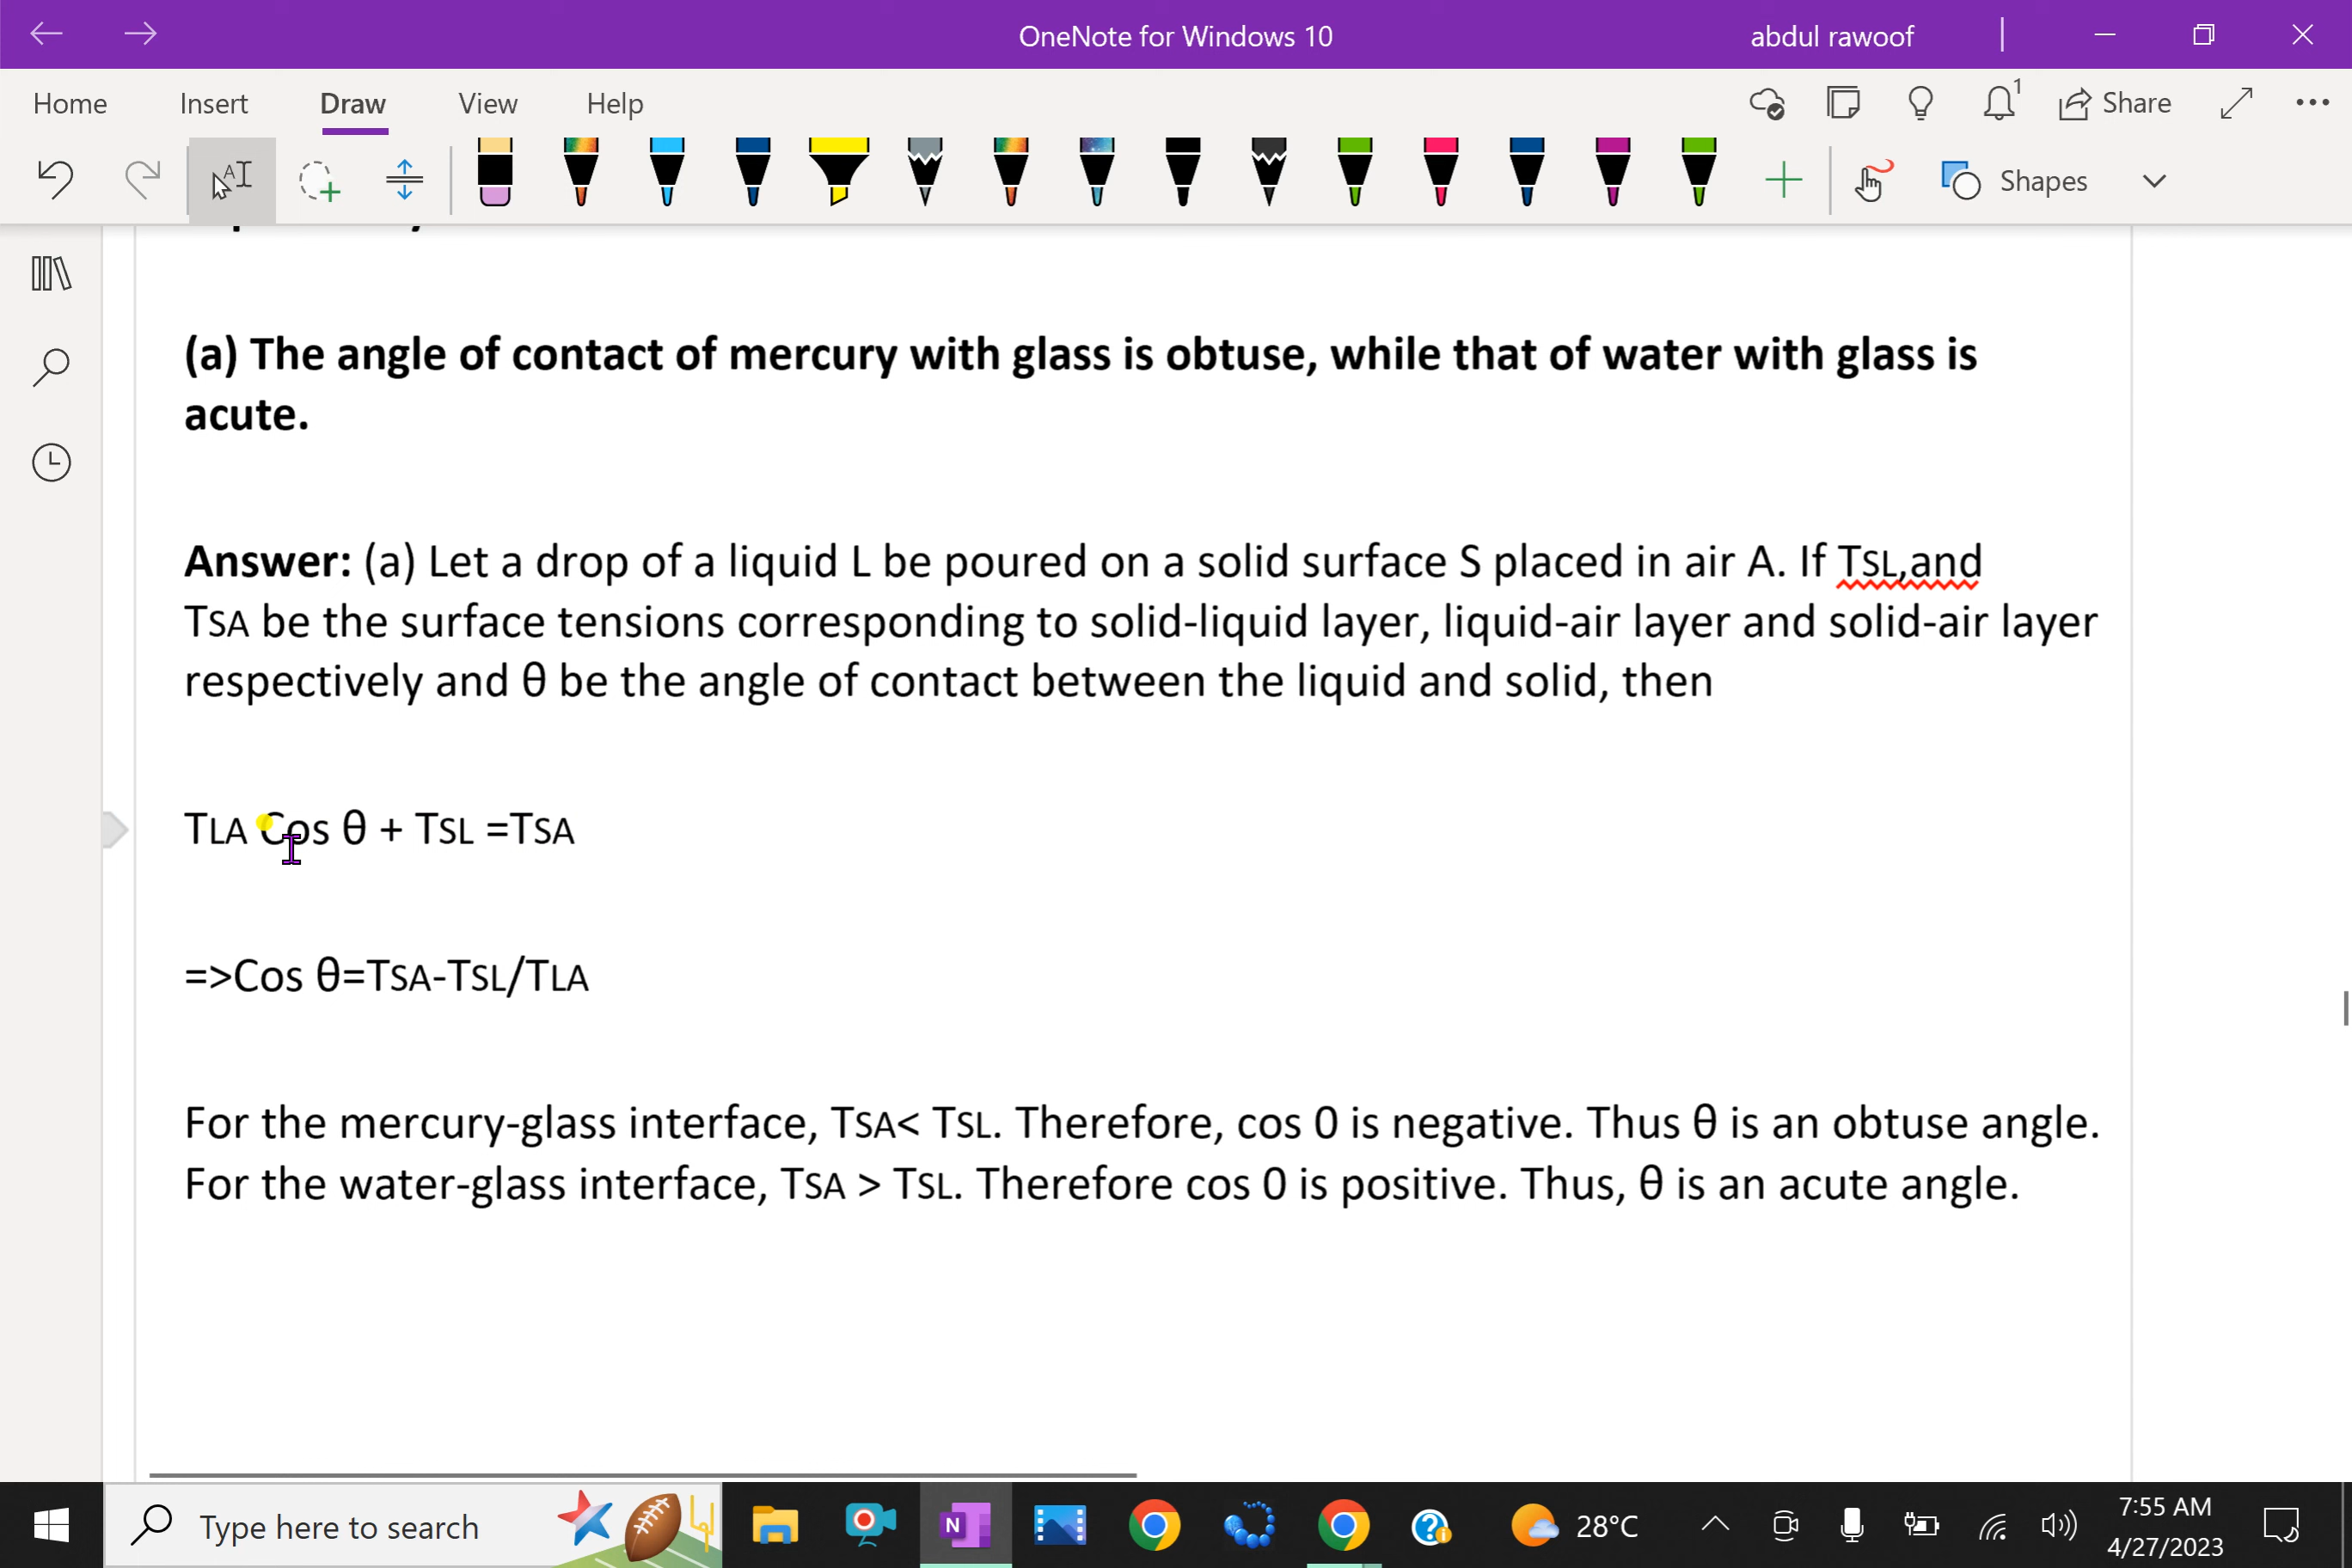 OneNote for Windows 10
abdul rawoof
Home Insert Draw View Help
1
Share
Shapes
(a) The angle of contact of mercury with glass is obtuse, while that of water with glass is
acute.
Answer: (a) Let a drop of a liquid L be poured on a solid surface S placed in air A. If TSL,and
TSA be the surface tensions corresponding to solid-liquid layer, liquid-air layer and solid-air layer
respectively and θ be the angle of contact between the liquid and solid, then
TLA Cos θ + TSL =TSA
=>Cos θ=TSA-TSL/TLA
For the mercury-glass interface, TSA< TSL. Therefore, cos 0 is negative. Thus θ is an obtuse angle.
For the water-glass interface, TSA > TSL. Therefore cos 0 is positive. Thus, θ is an acute angle.
Type here to search
28°C
7:55 AM
4/27/2023